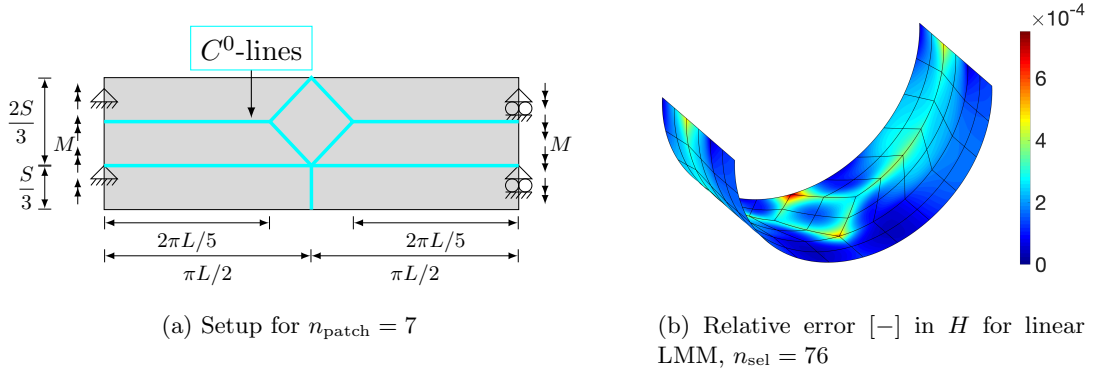 C⁰-lines
2S/3
S/3
M
M
2πL/5
2πL/5
πL/2
πL/2
(a) Setup for n_patch = 7
×10⁻⁴
6
4
2
0
(b) Relative error [−] in H for linear
LMM, n_sel = 76